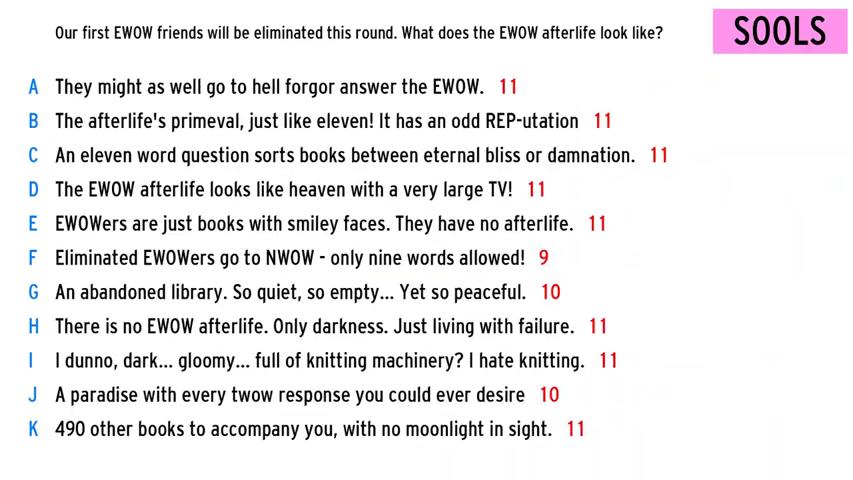 Our first EWOW friends will be eliminated this round. What does the EWOW afterlife look like?
SOOLS
A They might as well go to hell forgor answer the EWOW. 11
B The afterlife's primeval, just like eleven! It has an odd REP-utation 11
C An eleven word question sorts books between eternal bliss or damnation. 11
D The EWOW afterlife looks like heaven with a very large TV! 11
E EWOWers are just books with smiley faces. They have no afterlife. 11
F Eliminated EWOWers go to NWOW - only nine words allowed! 9
G An abandoned library. So quiet, so empty... Yet so peaceful. 10
H There is no EWOW afterlife. Only darkness. Just living with failure. 11
I I dunno, dark... gloomy... full of knitting machinery? I hate knitting. 11
J A paradise with every twow response you could ever desire 10
K 490 other books to accompany you, with no moonlight in sight. 11